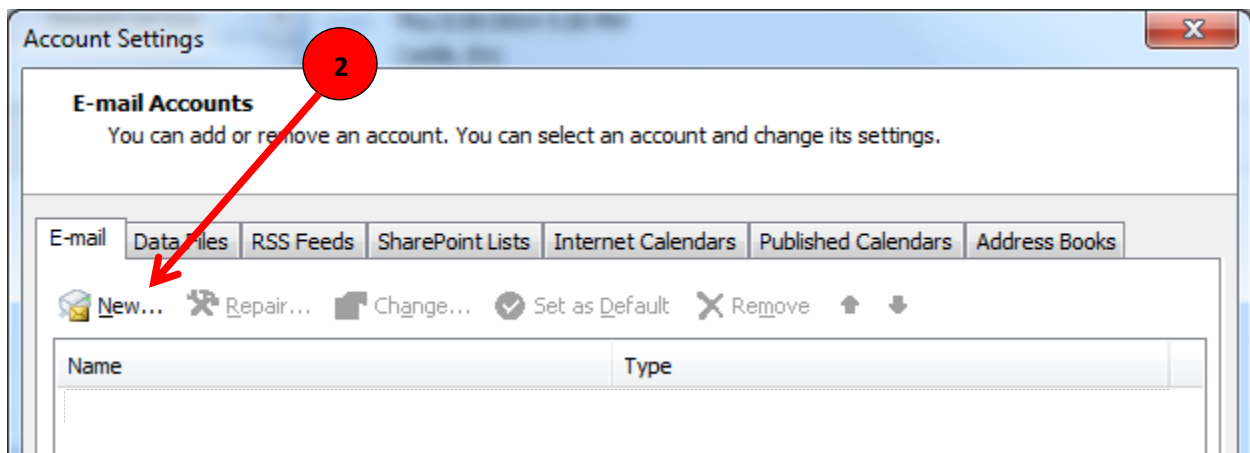 Account Settings
2
E-mail Accounts
You can add or remove an account. You can select an account and change its settings.
E-mail Data Files RSS Feeds SharePoint Lists Internet Calendars Published Calendars Address Books
New... Repair... Change... Set as Default Remove
Name Type